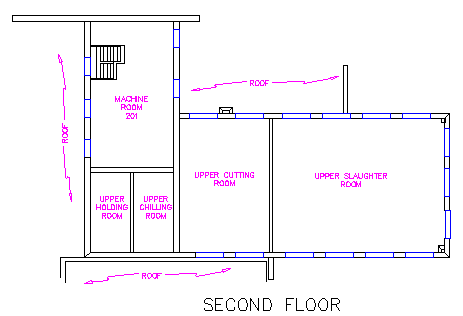 ROOF
MACHINE
ROOM
201
ROOF
UPPER CUTTING
ROOM
UPPER SLAUGHTER
ROOM
UPPER
HOLDING
ROOM
UPPER
CHILLING
ROOM
ROOF
SECOND FLOOR